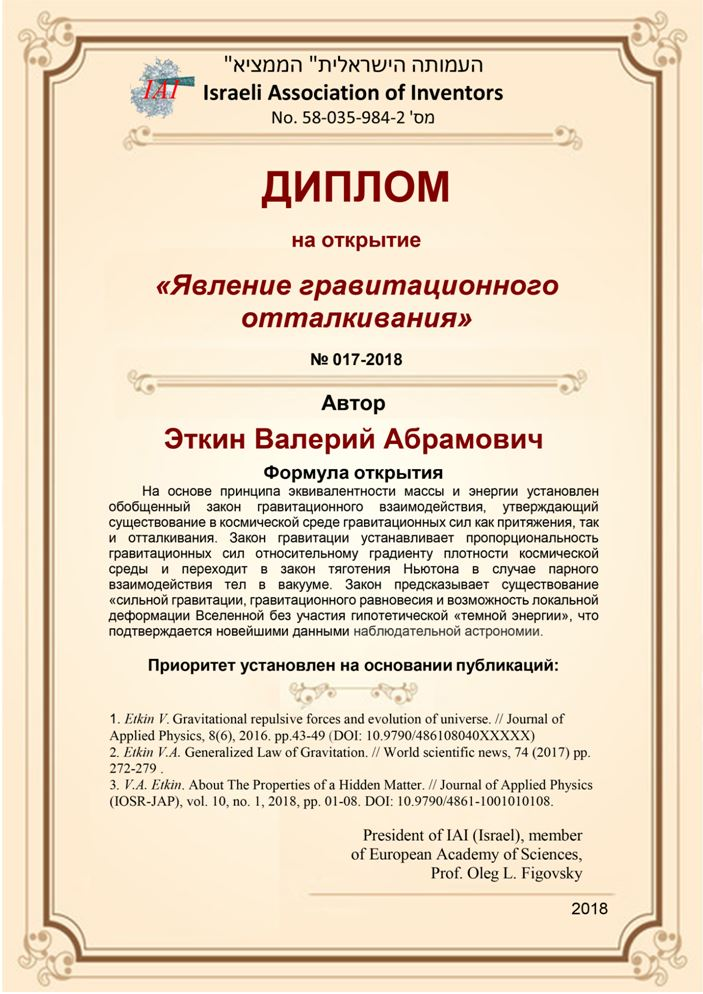 העמותה הישראלית" הממציא"
IAI
Israeli Association of Inventors
No. 58-035-984-2 'מס
ДИПЛОМ
на открытие
«Явление гравитационного
отталкивания»
№ 017-2018
Автор
Эткин Валерий Абрамович
Формула открытия
На основе принципа эквивалентности массы и энергии установлен
обобщенный закон гравитационного взаимодействия, утверждающий
существование в космической среде гравитационных сил как притяжения, так
и отталкивания. Закон гравитации устанавливает пропорциональность
гравитационных сил относительному градиенту плотности космической
среды и переходит в закон тяготения Ньютона в случае парного
взаимодействия тел в вакууме. Закон предсказывает существование
«сильной гравитации, гравитационного равновесия и возможность локальной
деформации Вселенной без участия гипотетической «темной энергии», что
подтверждается новейшими данными наблюдательной астрономии.
Приоритет установлен на основании публикаций:
1. Etkin V. Gravitational repulsive forces and evolution of universe. // Journal of
Applied Physics, 8(6), 2016. pp.43-49 (DOI: 10.9790/486108040XXXXX)
2. Etkin V.A. Generalized Law of Gravitation. // World scientific news, 74 (2017) pp.
272-279 .
3. V.A. Etkin. About The Properties of a Hidden Matter. // Journal of Applied Physics
(IOSR-JAP), vol. 10, no. 1, 2018, pp. 01-08. DOI: 10.9790/4861-1001010108.
President of IAI (Israel), member
of European Academy of Sciences,
Prof. Oleg L. Figovsky
2018